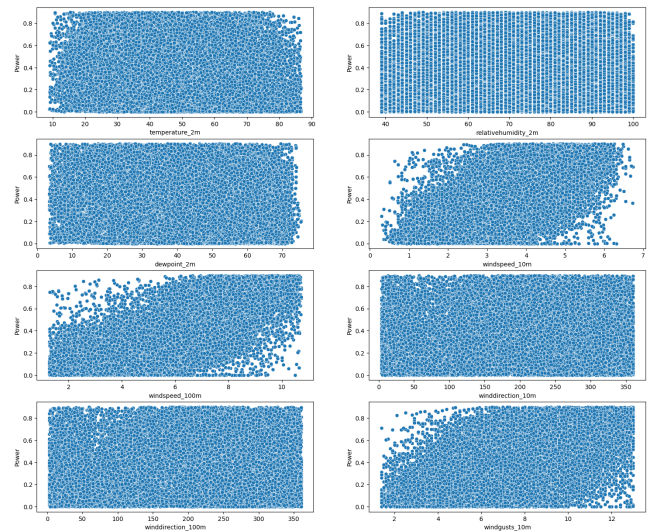 Power
0.8
0.6
0.4
0.2
0.0
10 20 30 40 50 60 70 80 90
temperature_2m
Power
0.8
0.6
0.4
0.2
0.0
40 50 60 70 80 90 100
relativehumidity_2m
Power
0.8
0.6
0.4
0.2
0.0
0 10 20 30 40 50 60 70
dewpoint_2m
Power
0.8
0.6
0.4
0.2
0.0
0 1 2 3 4 5 6 7
windspeed_10m
Power
0.8
0.6
0.4
0.2
0.0
2 4 6 8 10
windspeed_100m
Power
0.8
0.6
0.4
0.2
0.0
0 50 100 150 200 250 300 350
winddirection_10m
Power
0.8
0.6
0.4
0.2
0.0
0 50 100 150 200 250 300 350
winddirection_100m
Power
0.8
0.6
0.4
0.2
0.0
2 4 6 8 10 12
windgusts_10m